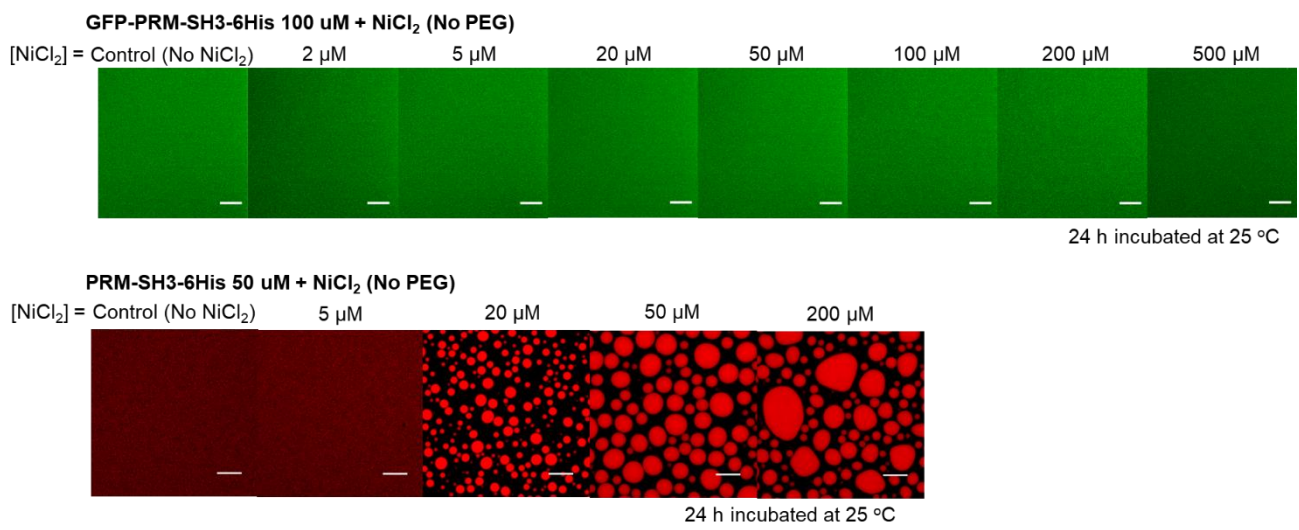 GFP-PRM-SH3-6His 100 uM + NiCl₂ (No PEG)
[NiCl₂] = Control (No NiCl₂) 2 µM 5 µM 20 µM 50 µM 100 µM 200 µM 500 µM
24 h incubated at 25 ºC
PRM-SH3-6His 50 uM + NiCl₂ (No PEG)
[NiCl₂] = Control (No NiCl₂) 5 µM 20 µM 50 µM 200 µM
24 h incubated at 25 ºC